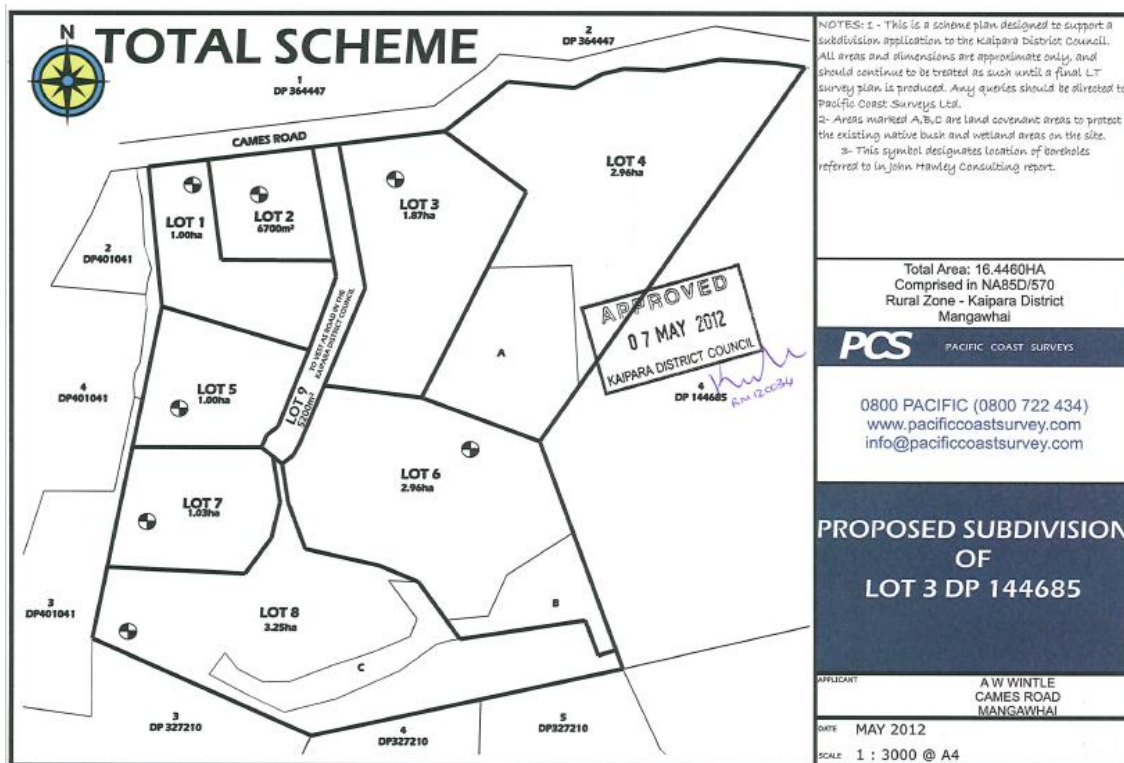 N
TOTAL SCHEME
2
DP 364447
1
DP 364447
CAMES ROAD
LOT 4
2.96ha
LOT 3
1.87ha
LOT 2
6700m²
LOT 1
1.00ha
2
DP401041
TO VEST AS ROAD IN THE
KAIPARA DISTRICT COUNCIL
LOT 9
5200m²
A
APPROVED
07 MAY 2012
KAIPARA DISTRICT COUNCIL
RM120034
4
DP 144685
4
DP401041
LOT 5
1.00ha
LOT 6
2.96ha
LOT 7
1.03ha
3
DP401041
LOT 8
3.25ha
B
C
3
DP 327210
4
DP327210
5
DP327210
NOTES: 1 - This is a scheme plan designed to support a
subdivision application to the Kaipara District Council.
All areas and dimensions are approximate only, and
should continue to be treated as such until a final LT
survey plan is produced. Any queries should be directed to
Pacific Coast Surveys Ltd.
2- Areas marked A,B,C are land covenant areas to protect
the existing native bush and wetland areas on the site.
3- This symbol designates location of boreholes
referred to in John Hawley Consulting report.
Total Area: 16.4460HA
Comprised in NA85D/570
Rural Zone - Kaipara District
Mangawhai
PCS PACIFIC COAST SURVEYS
0800 PACIFIC (0800 722 434)
www.pacificcoastsurvey.com
info@pacificcoastsurvey.com
PROPOSED SUBDIVISION
OF
LOT 3 DP 144685
APPLICANT
A W WINTLE
CAMES ROAD
MANGAWHAI
DATE MAY 2012
SCALE 1 : 3000 @ A4